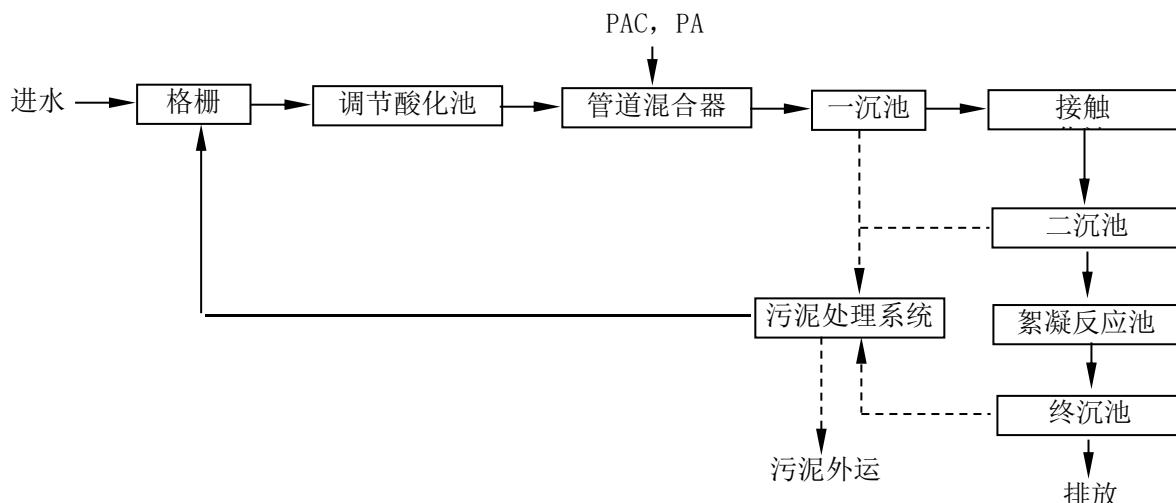 PAC，PA
进水
格栅
调节酸化池
管道混合器
一沉池
接触
二沉池
污泥处理系统
絮凝反应池
终沉池
污泥外运
排放